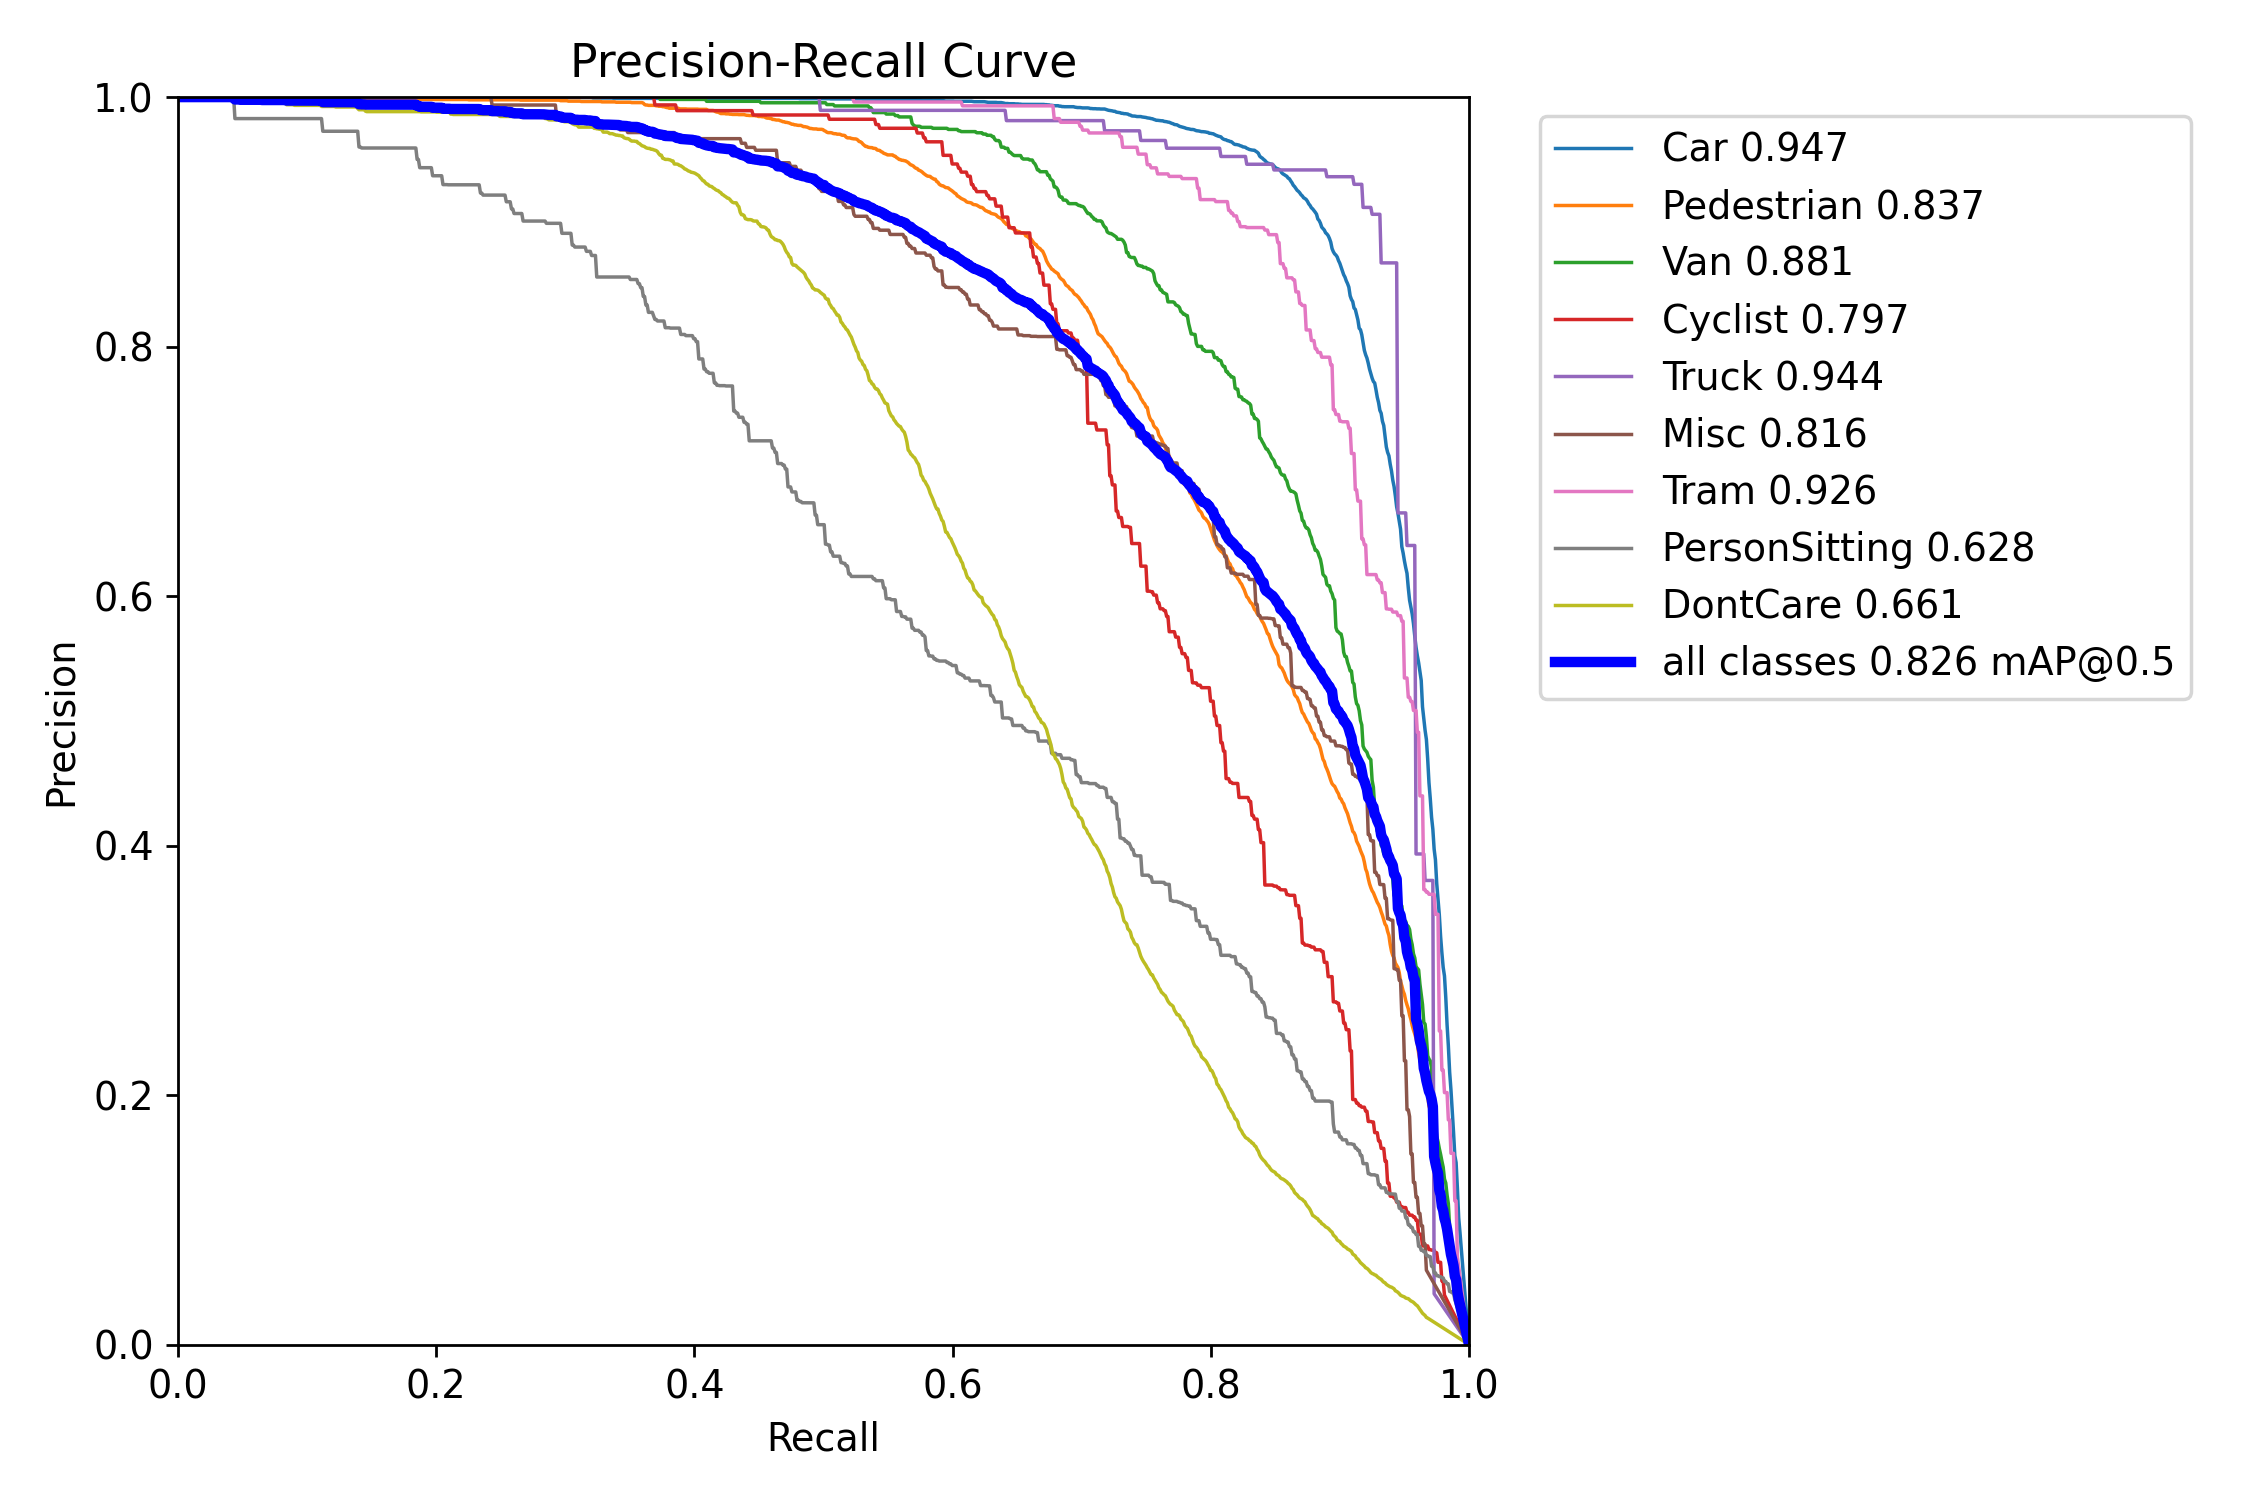 Precision-Recall Curve
1.0
0.8
0.6
0.4
0.2
0.0
Precision
0.0 0.2 0.4 0.6 0.8 1.0
Recall
Car 0.947
Pedestrian 0.837
Van 0.881
Cyclist 0.797
Truck 0.944
Misc 0.816
Tram 0.926
PersonSitting 0.628
DontCare 0.661
all classes 0.826 mAP@0.5